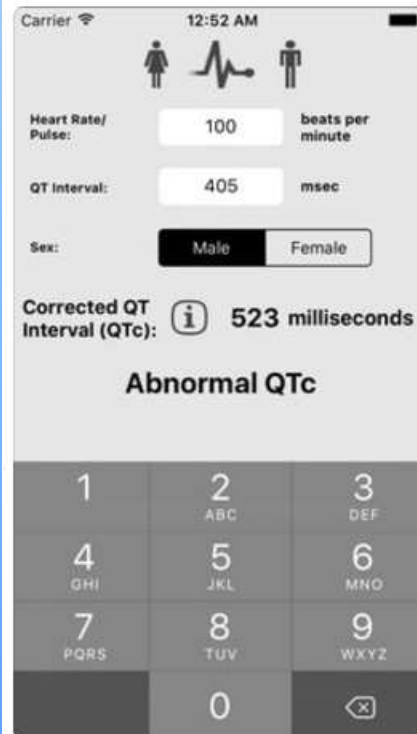 Carrier 12:52 AM
Heart Rate/
Pulse:
100
beats per
minute
QT Interval:
405
msec
Sex:
Male
Female
Corrected QT
Interval (QTc):
i
523 milliseconds
Abnormal QTc
1
2
ABC
3
DEF
4
GHI
5
JKL
6
MNO
7
PQRS
8
TUV
9
WXYZ
0